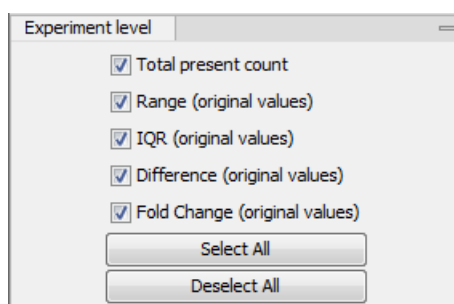 Experiment level
Total present count
Range (original values)
IQR (original values)
Difference (original values)
Fold Change (original values)
Select All
Deselect All